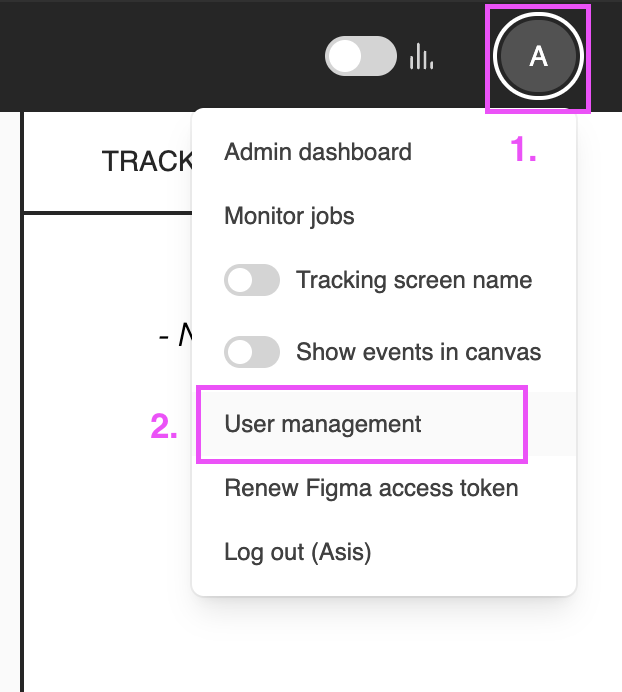 A
1.
TRACK
Admin dashboard
Monitor jobs
Tracking screen name
- N
Show events in canvas
2.
User management
Renew Figma access token
Log out (Asis)